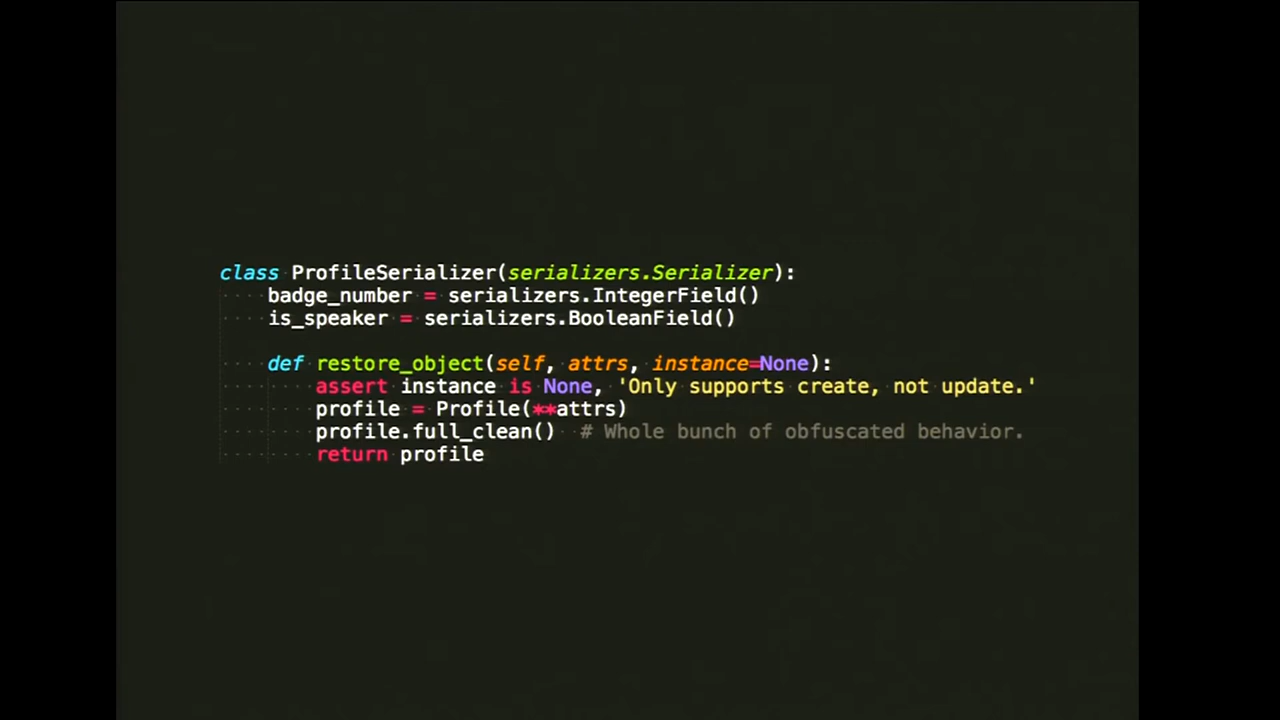 class ProfileSerializer(serializers.Serializer):
    badge_number = serializers.IntegerField()
    is_speaker = serializers.BooleanField()

    def restore_object(self, attrs, instance=None):
        assert instance is None, 'Only supports create, not update.'
        profile = Profile(**attrs)
        profile.full_clean()  # Whole bunch of obfuscated behavior.
        return profile